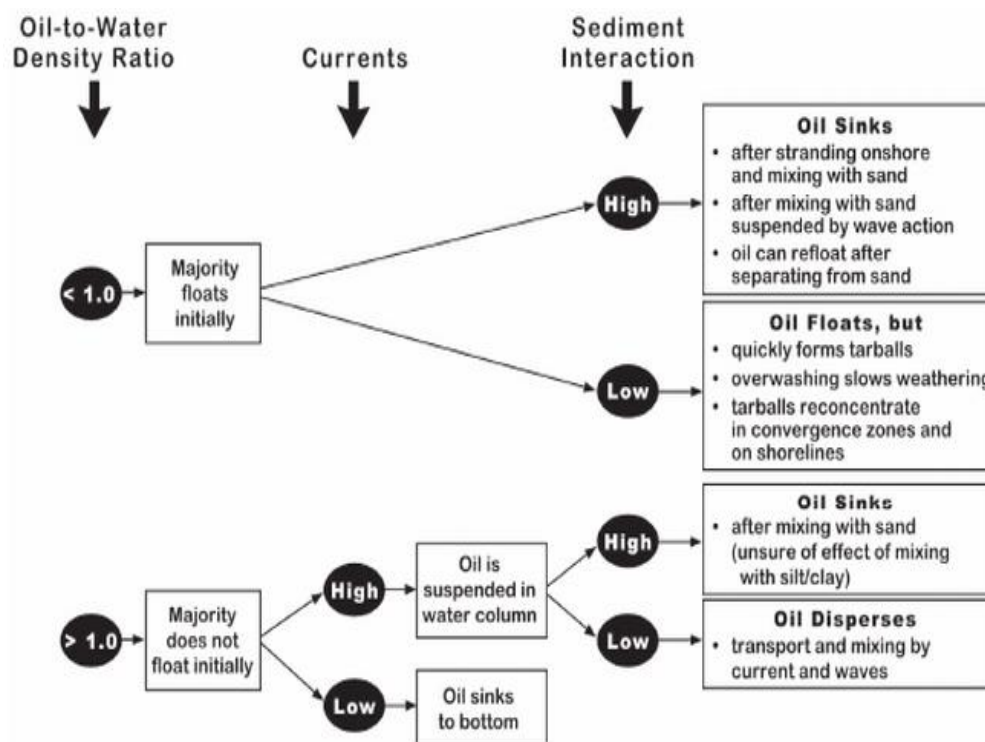 Oil-to-Water
Density Ratio
Currents
Sediment
Interaction
< 1.0
Majority
floats
initially
High
Oil Sinks
• after stranding onshore
and mixing with sand
• after mixing with sand
suspended by wave action
• oil can refloat after
separating from sand
Low
Oil Floats, but
• quickly forms tarballs
• overwashing slows weathering
• tarballs reconcentrate
in convergence zones and
on shorelines
> 1.0
Majority
does not
float initially
High
Oil is
suspended in
water column
High
Oil Sinks
• after mixing with sand
(unsure of effect of mixing
with silt/clay)
Low
Oil Disperses
• transport and mixing by
current and waves
Low
Oil sinks
to bottom